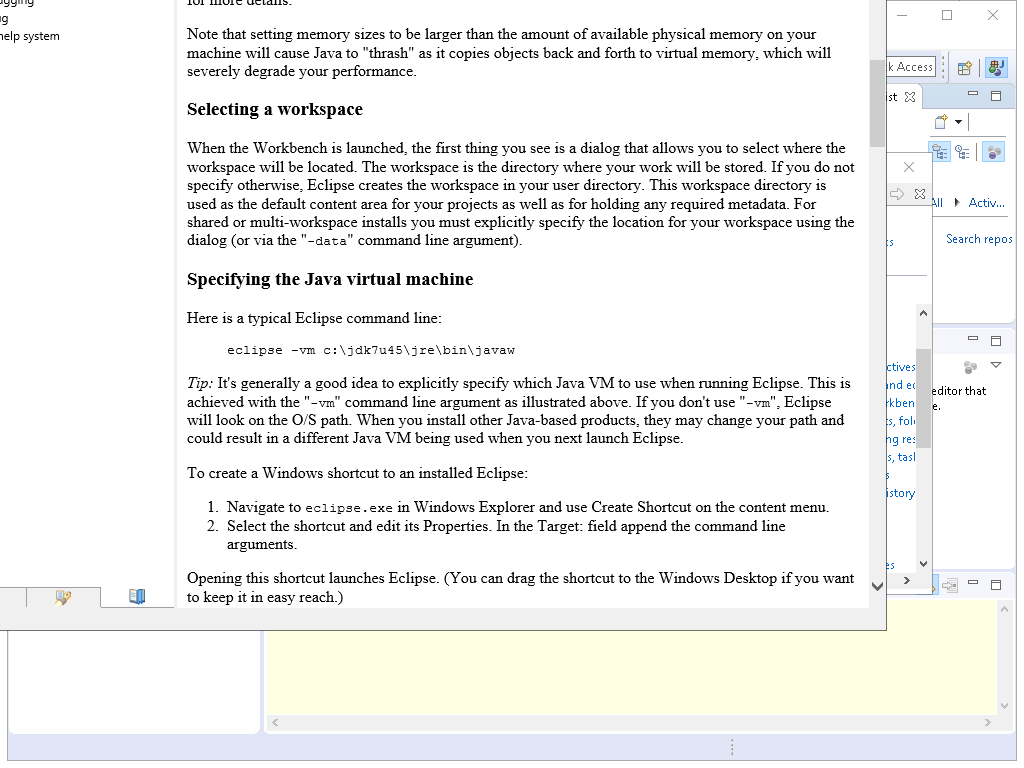 for more details.
ugging
g
help system
Note that setting memory sizes to be larger than the amount of available physical memory on your
machine will cause Java to "thrash" as it copies objects back and forth to virtual memory, which will
severely degrade your performance.
Selecting a workspace
When the Workbench is launched, the first thing you see is a dialog that allows you to select where the
workspace will be located. The workspace is the directory where your work will be stored. If you do not
specify otherwise, Eclipse creates the workspace in your user directory. This workspace directory is
used as the default content area for your projects as well as for holding any required metadata. For
shared or multi-workspace installs you must explicitly specify the location for your workspace using the
dialog (or via the "-data" command line argument).
Specifying the Java virtual machine
Here is a typical Eclipse command line:
eclipse -vm c:\jdk7u45\jre\bin\javaw
Tip: It's generally a good idea to explicitly specify which Java VM to use when running Eclipse. This is
achieved with the "-vm" command line argument as illustrated above. If you don't use "-vm", Eclipse
will look on the O/S path. When you install other Java-based products, they may change your path and
could result in a different Java VM being used when you next launch Eclipse.
To create a Windows shortcut to an installed Eclipse:
1. Navigate to eclipse.exe in Windows Explorer and use Create Shortcut on the content menu.
2. Select the shortcut and edit its Properties. In the Target: field append the command line
arguments.
Opening this shortcut launches Eclipse. (You can drag the shortcut to the Windows Desktop if you want
to keep it in easy reach.)
k Access
ist
All Activ...
ks
Search repos
ctives
and ec
rkben
s, fold
ng res
s, tasl
s
istory
es
editor that
e.